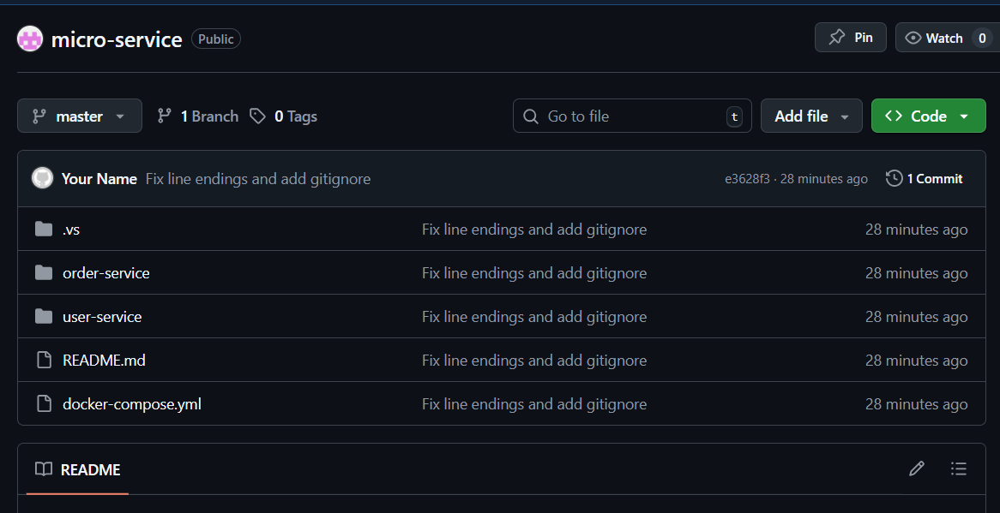 micro-service Public Pin Watch 0
master 1 Branch 0 Tags Go to file t Add file Code
Your Name Fix line endings and add gitignore e3628f3 · 28 minutes ago 1 Commit
.vs Fix line endings and add gitignore 28 minutes ago
order-service Fix line endings and add gitignore 28 minutes ago
user-service Fix line endings and add gitignore 28 minutes ago
README.md Fix line endings and add gitignore 28 minutes ago
docker-compose.yml Fix line endings and add gitignore 28 minutes ago
README